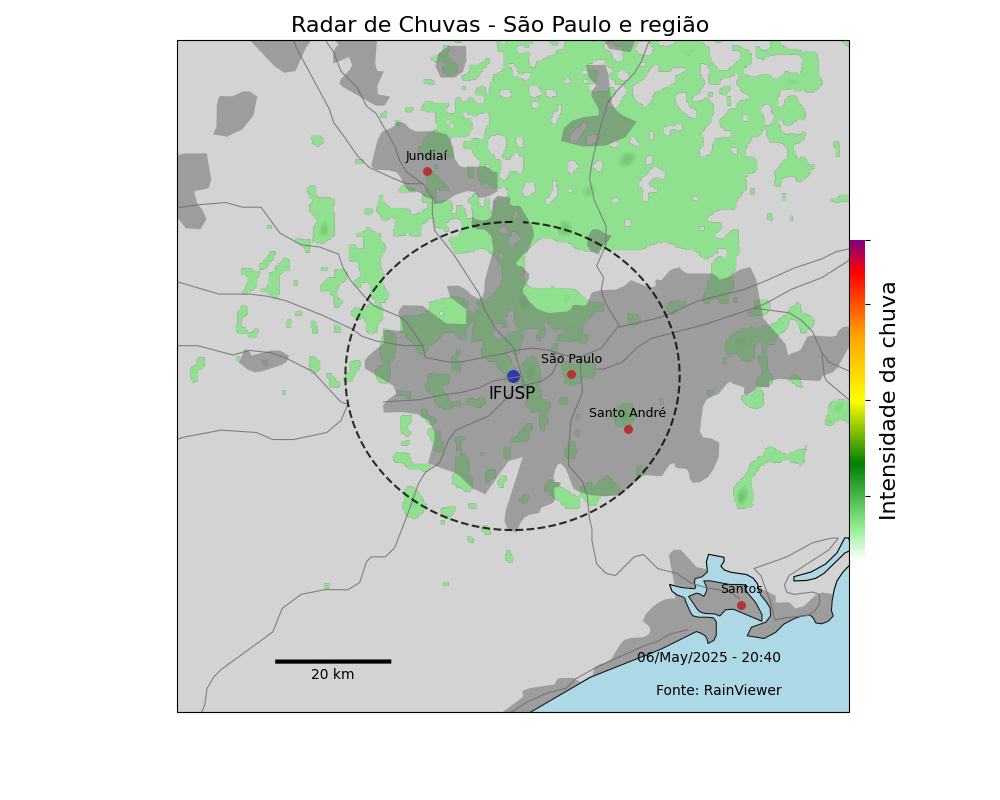 Radar de Chuvas - São Paulo e região
Jundiaí
São Paulo
IFUSP
Santo André
Intensidade da chuva
Santos
20 km
06/May/2025 - 20:40
Fonte: RainViewer